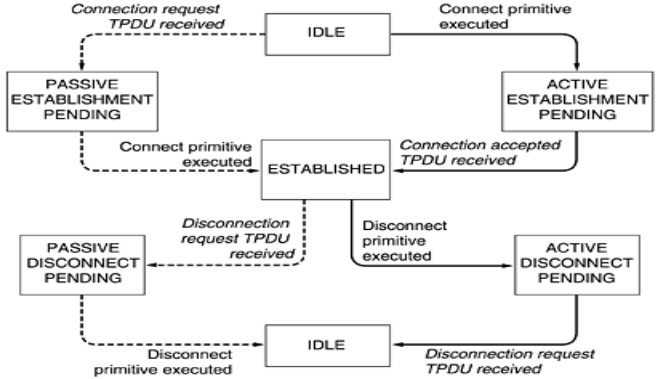 Connection request
TPDU received
IDLE
Connect primitive
executed
PASSIVE
ESTABLISHMENT
PENDING
ACTIVE
ESTABLISHMENT
PENDING
Connect primitive
executed
ESTABLISHED
Connection accepted
TPDU received
Disconnection
request TPDU
received
Disconnect
primitive
executed
PASSIVE
DISCONNECT
PENDING
ACTIVE
DISCONNECT
PENDING
Disconnect
primitive executed
IDLE
Disconnection request
TPDU received